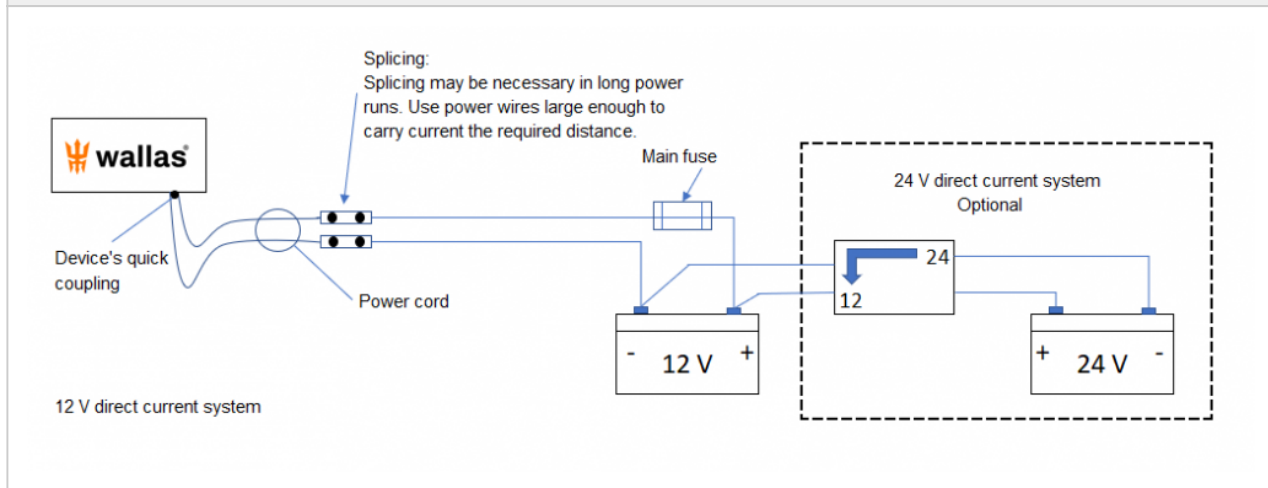 Splicing:
Splicing may be necessary in long power
runs. Use power wires large enough to
carry current the required distance.
wallas
Main fuse
24 V direct current system
Optional
Device's quick
coupling
Power cord
24
12
- 12 V +
+ 24 V -
12 V direct current system